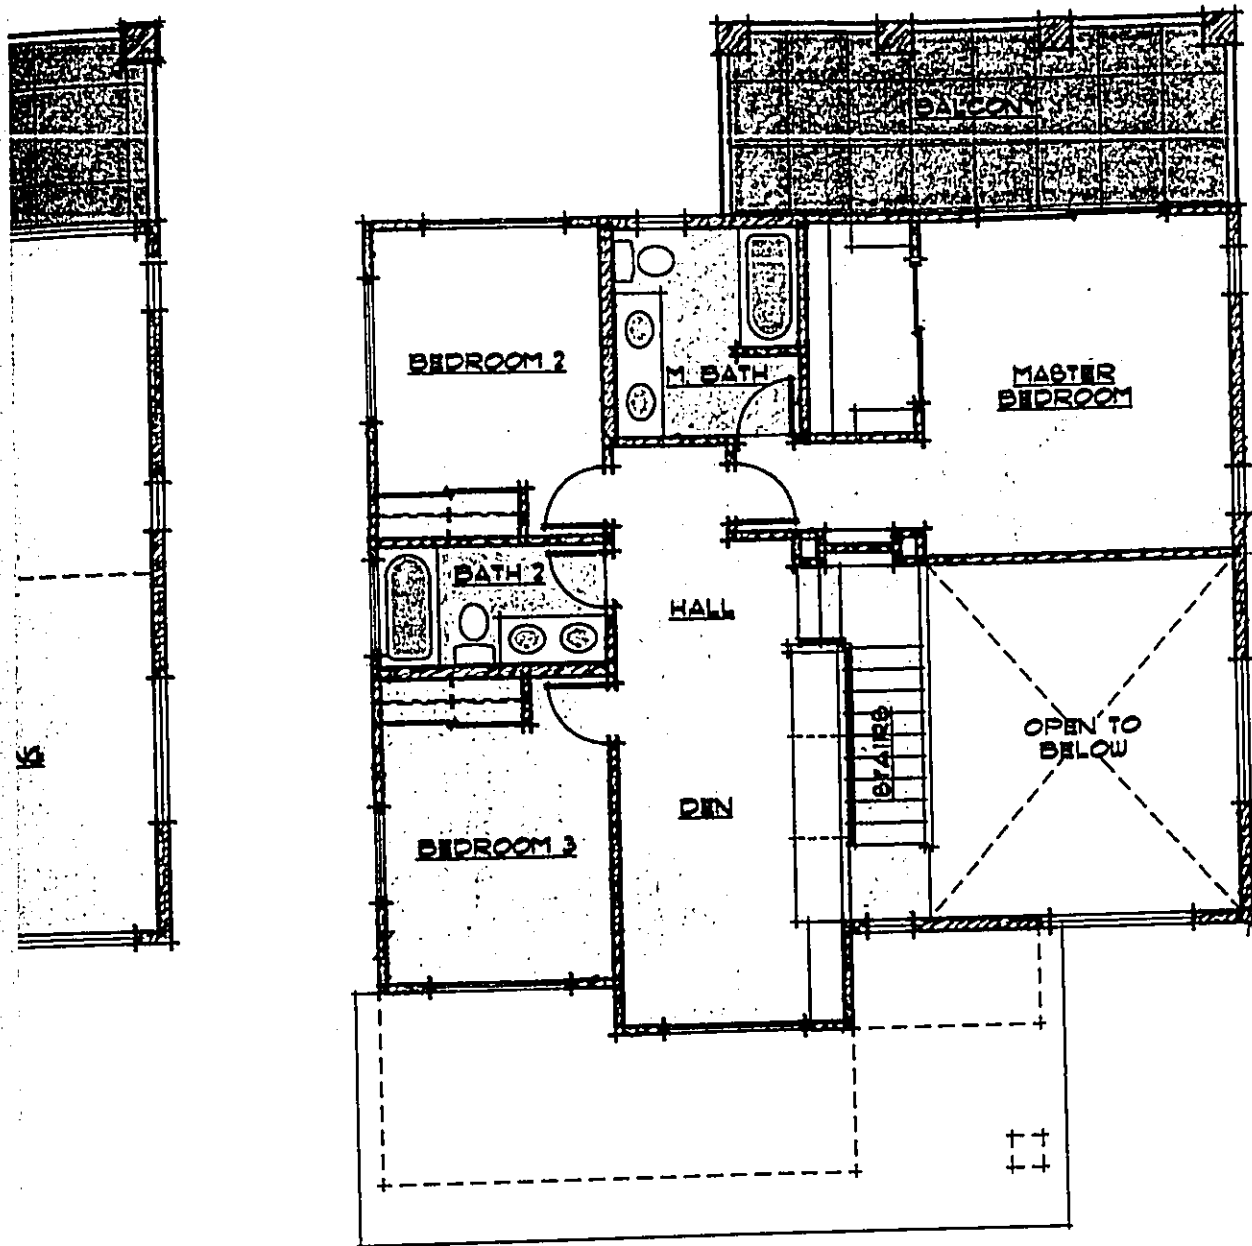 BALCONY
BEDROOM 2
M. BATH
MASTER
BEDROOM
BATH 2
HALL
STAIRS
OPEN TO
BELOW
DEN
BEDROOM 3